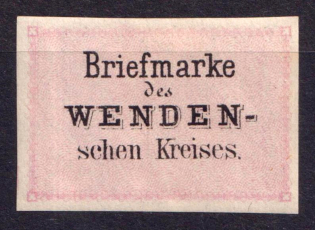 Briefmarke
des
WENDEN-
schen Kreises.